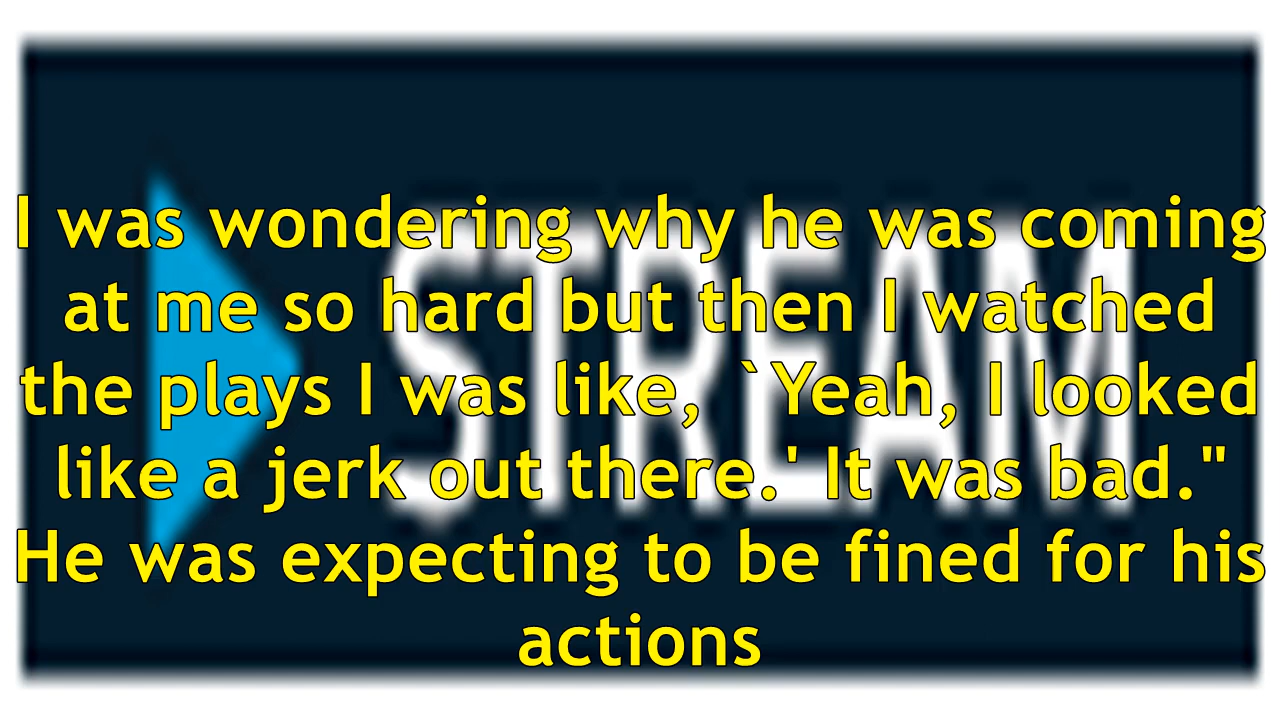 STREAM
I was wondering why he was coming
at me so hard but then I watched
the plays I was like, `Yeah, I looked
like a jerk out there.' It was bad."
He was expecting to be fined for his
actions